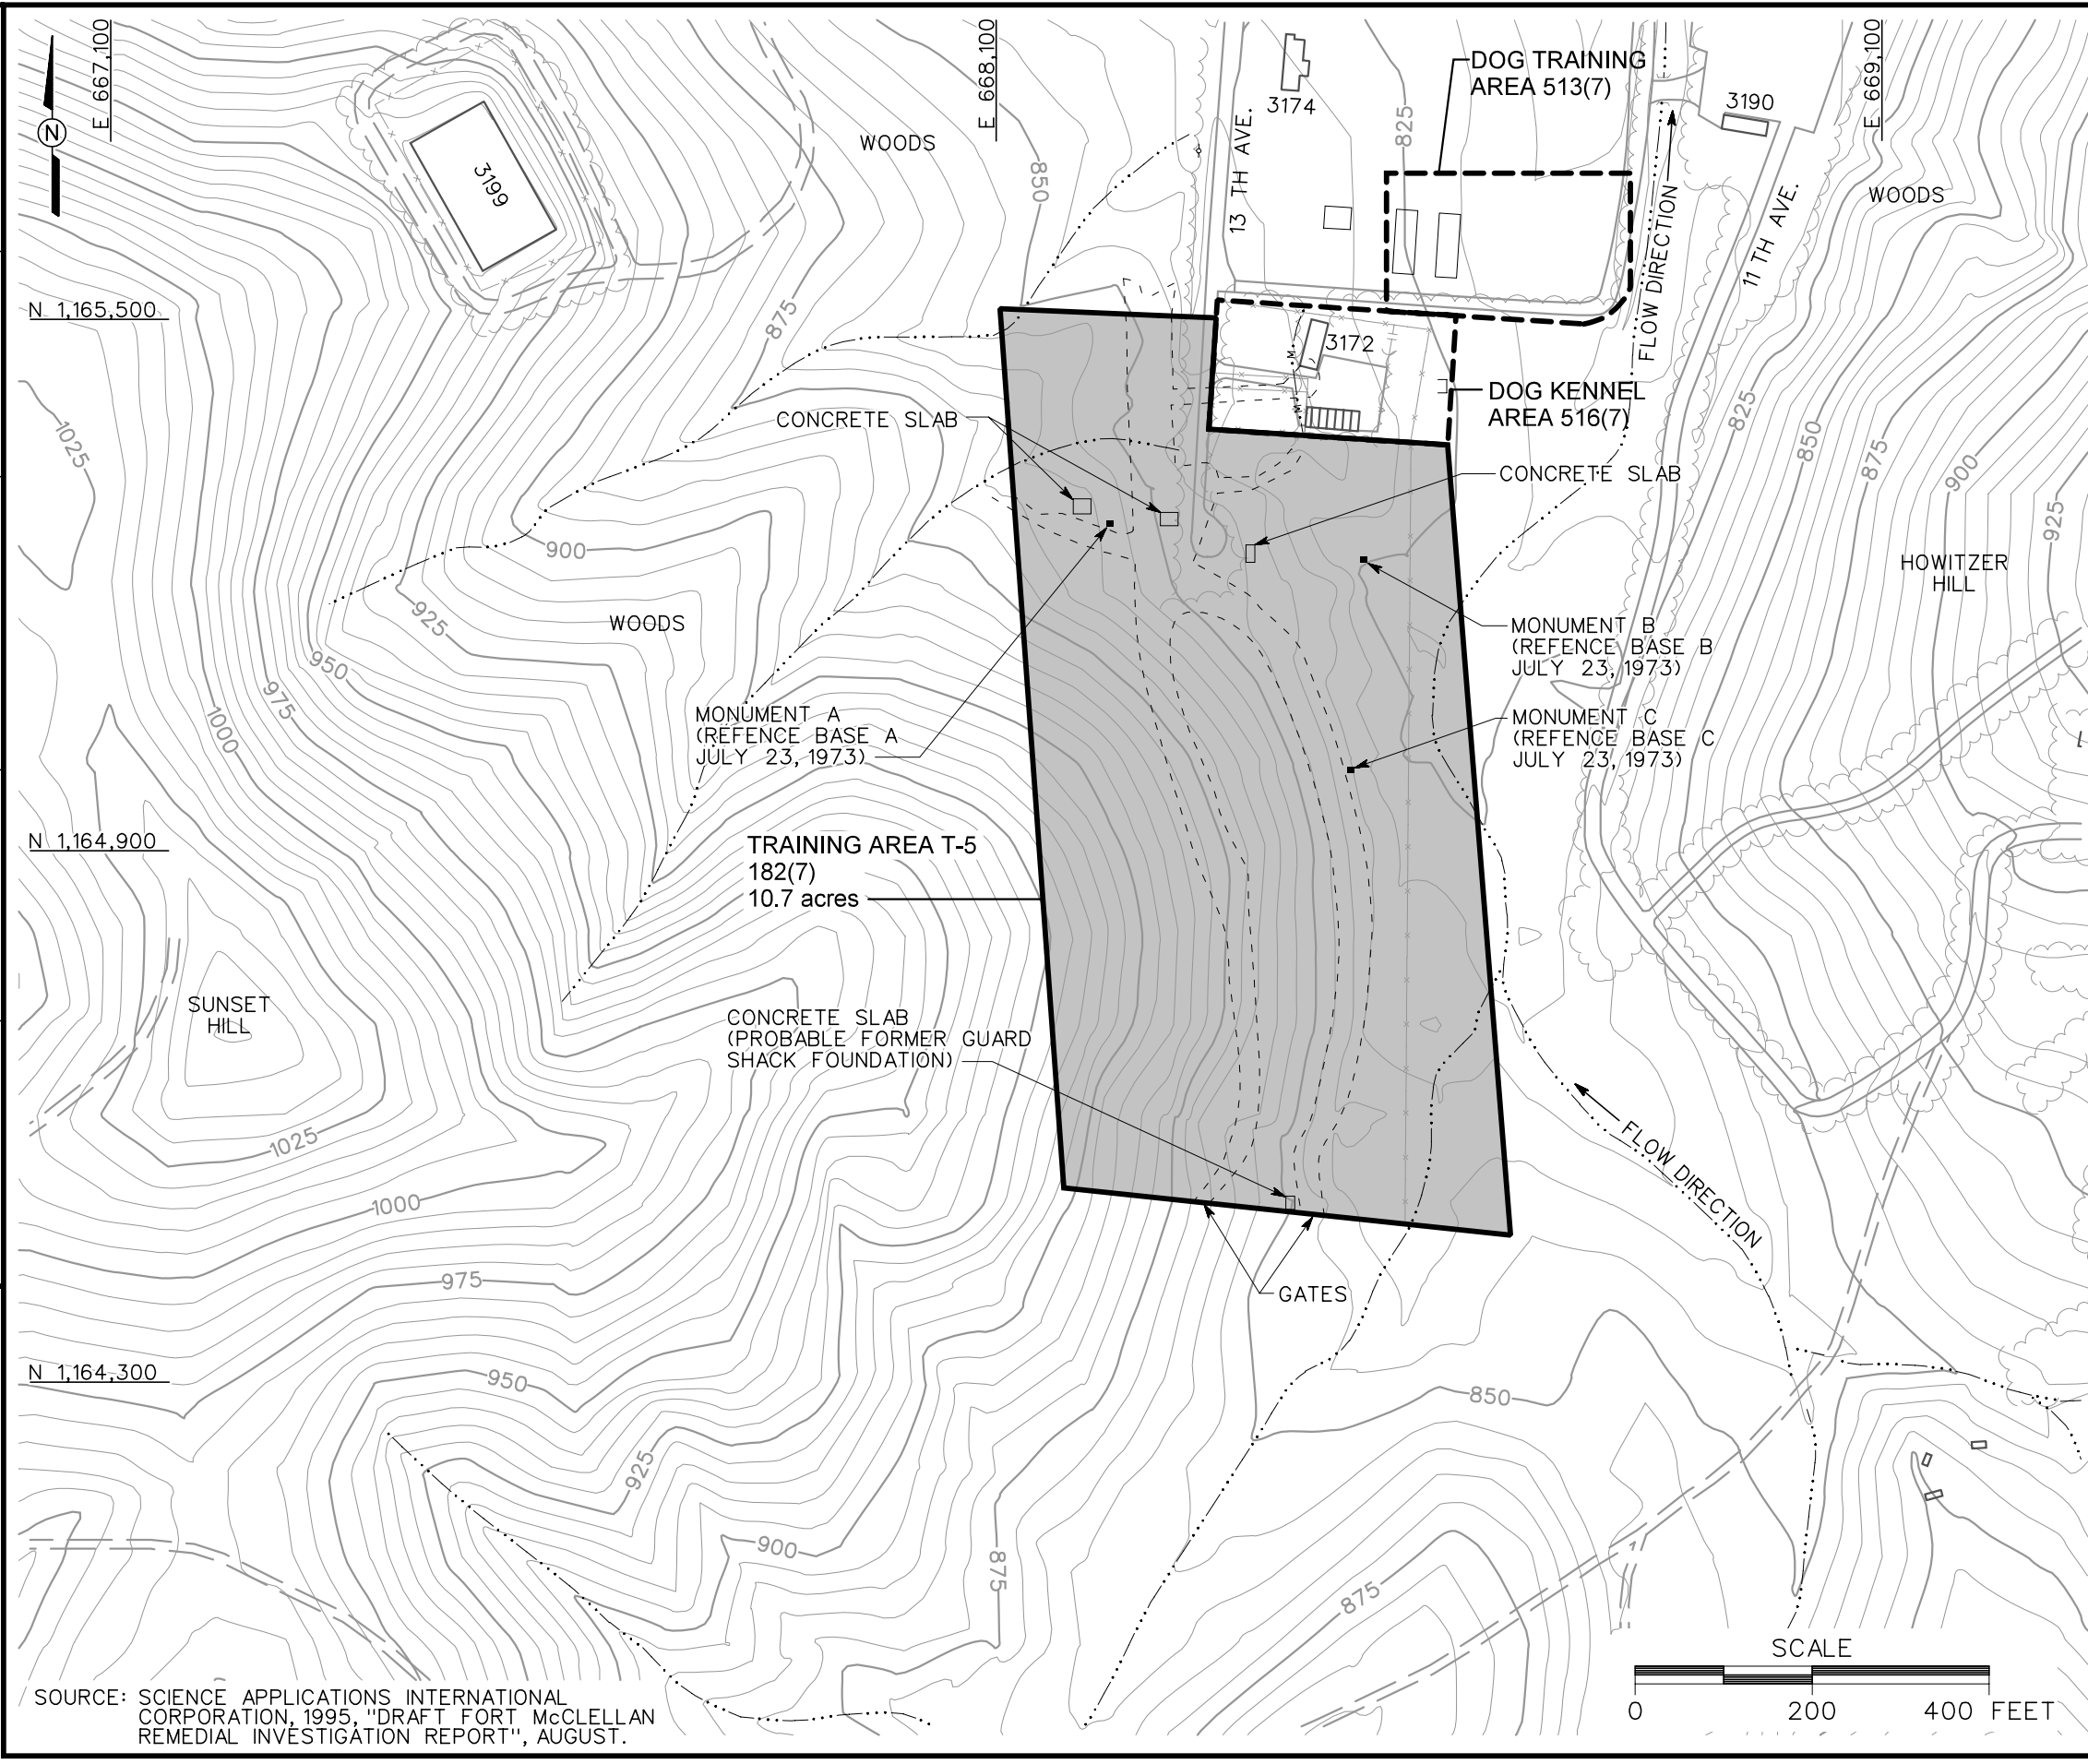 E 667,100
E 668,100
E 669,100
N
3199
WOODS
850
13 TH AVE.
3174
825
DOG TRAINING
AREA 513(7)
3190
FLOW DIRECTION
11 TH AVE.
WOODS
N 1,165,500
875
3172
DOG KENNEL
AREA 516(7)
825
850
875
900
925
1025
CONCRETE SLAB
CONCRETE SLAB
900
925
WOODS
950
975
1000
HOWITZER
HILL
MONUMENT B
(REFENCE BASE B
JULY 23, 1973)
MONUMENT A
(REFENCE BASE A
JULY 23, 1973)
MONUMENT C
(REFENCE BASE C
JULY 23, 1973)
N 1,164,900
TRAINING AREA T-5
182(7)
10.7 acres
SUNSET
HILL
CONCRETE SLAB
(PROBABLE FORMER GUARD
SHACK FOUNDATION)
FLOW DIRECTION
1025
1000
975
GATES
N 1,164,300
950
850
925
900
875
875
SCALE
0 200 400 FEET
SOURCE: SCIENCE APPLICATIONS INTERNATIONAL
CORPORATION, 1995, "DRAFT FORT McCLELLAN
REMEDIAL INVESTIGATION REPORT", AUGUST.